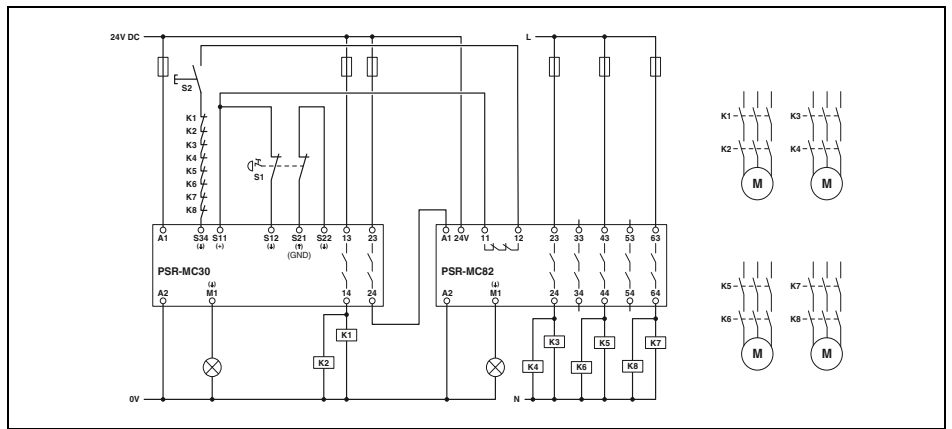 24V DC
L
S2
K1
K2
K3
K4
K5
K6
K7
K8
S1
K1
K3
K2
K4
M
M
A1
S34
S11
S12
S21
S22
13
23
(↓)
(+)
(↓)
(↑)
(↓)
(GND)
A1
24V
11
12
23
33
43
53
63
PSR-MC30
PSR-MC82
A2
(↓)
M1
14
24
A2
(↓)
M1
24
34
44
54
64
K1
K2
K3
K4
K5
K6
K7
K8
0V
N
K5
K7
K6
K8
M
M